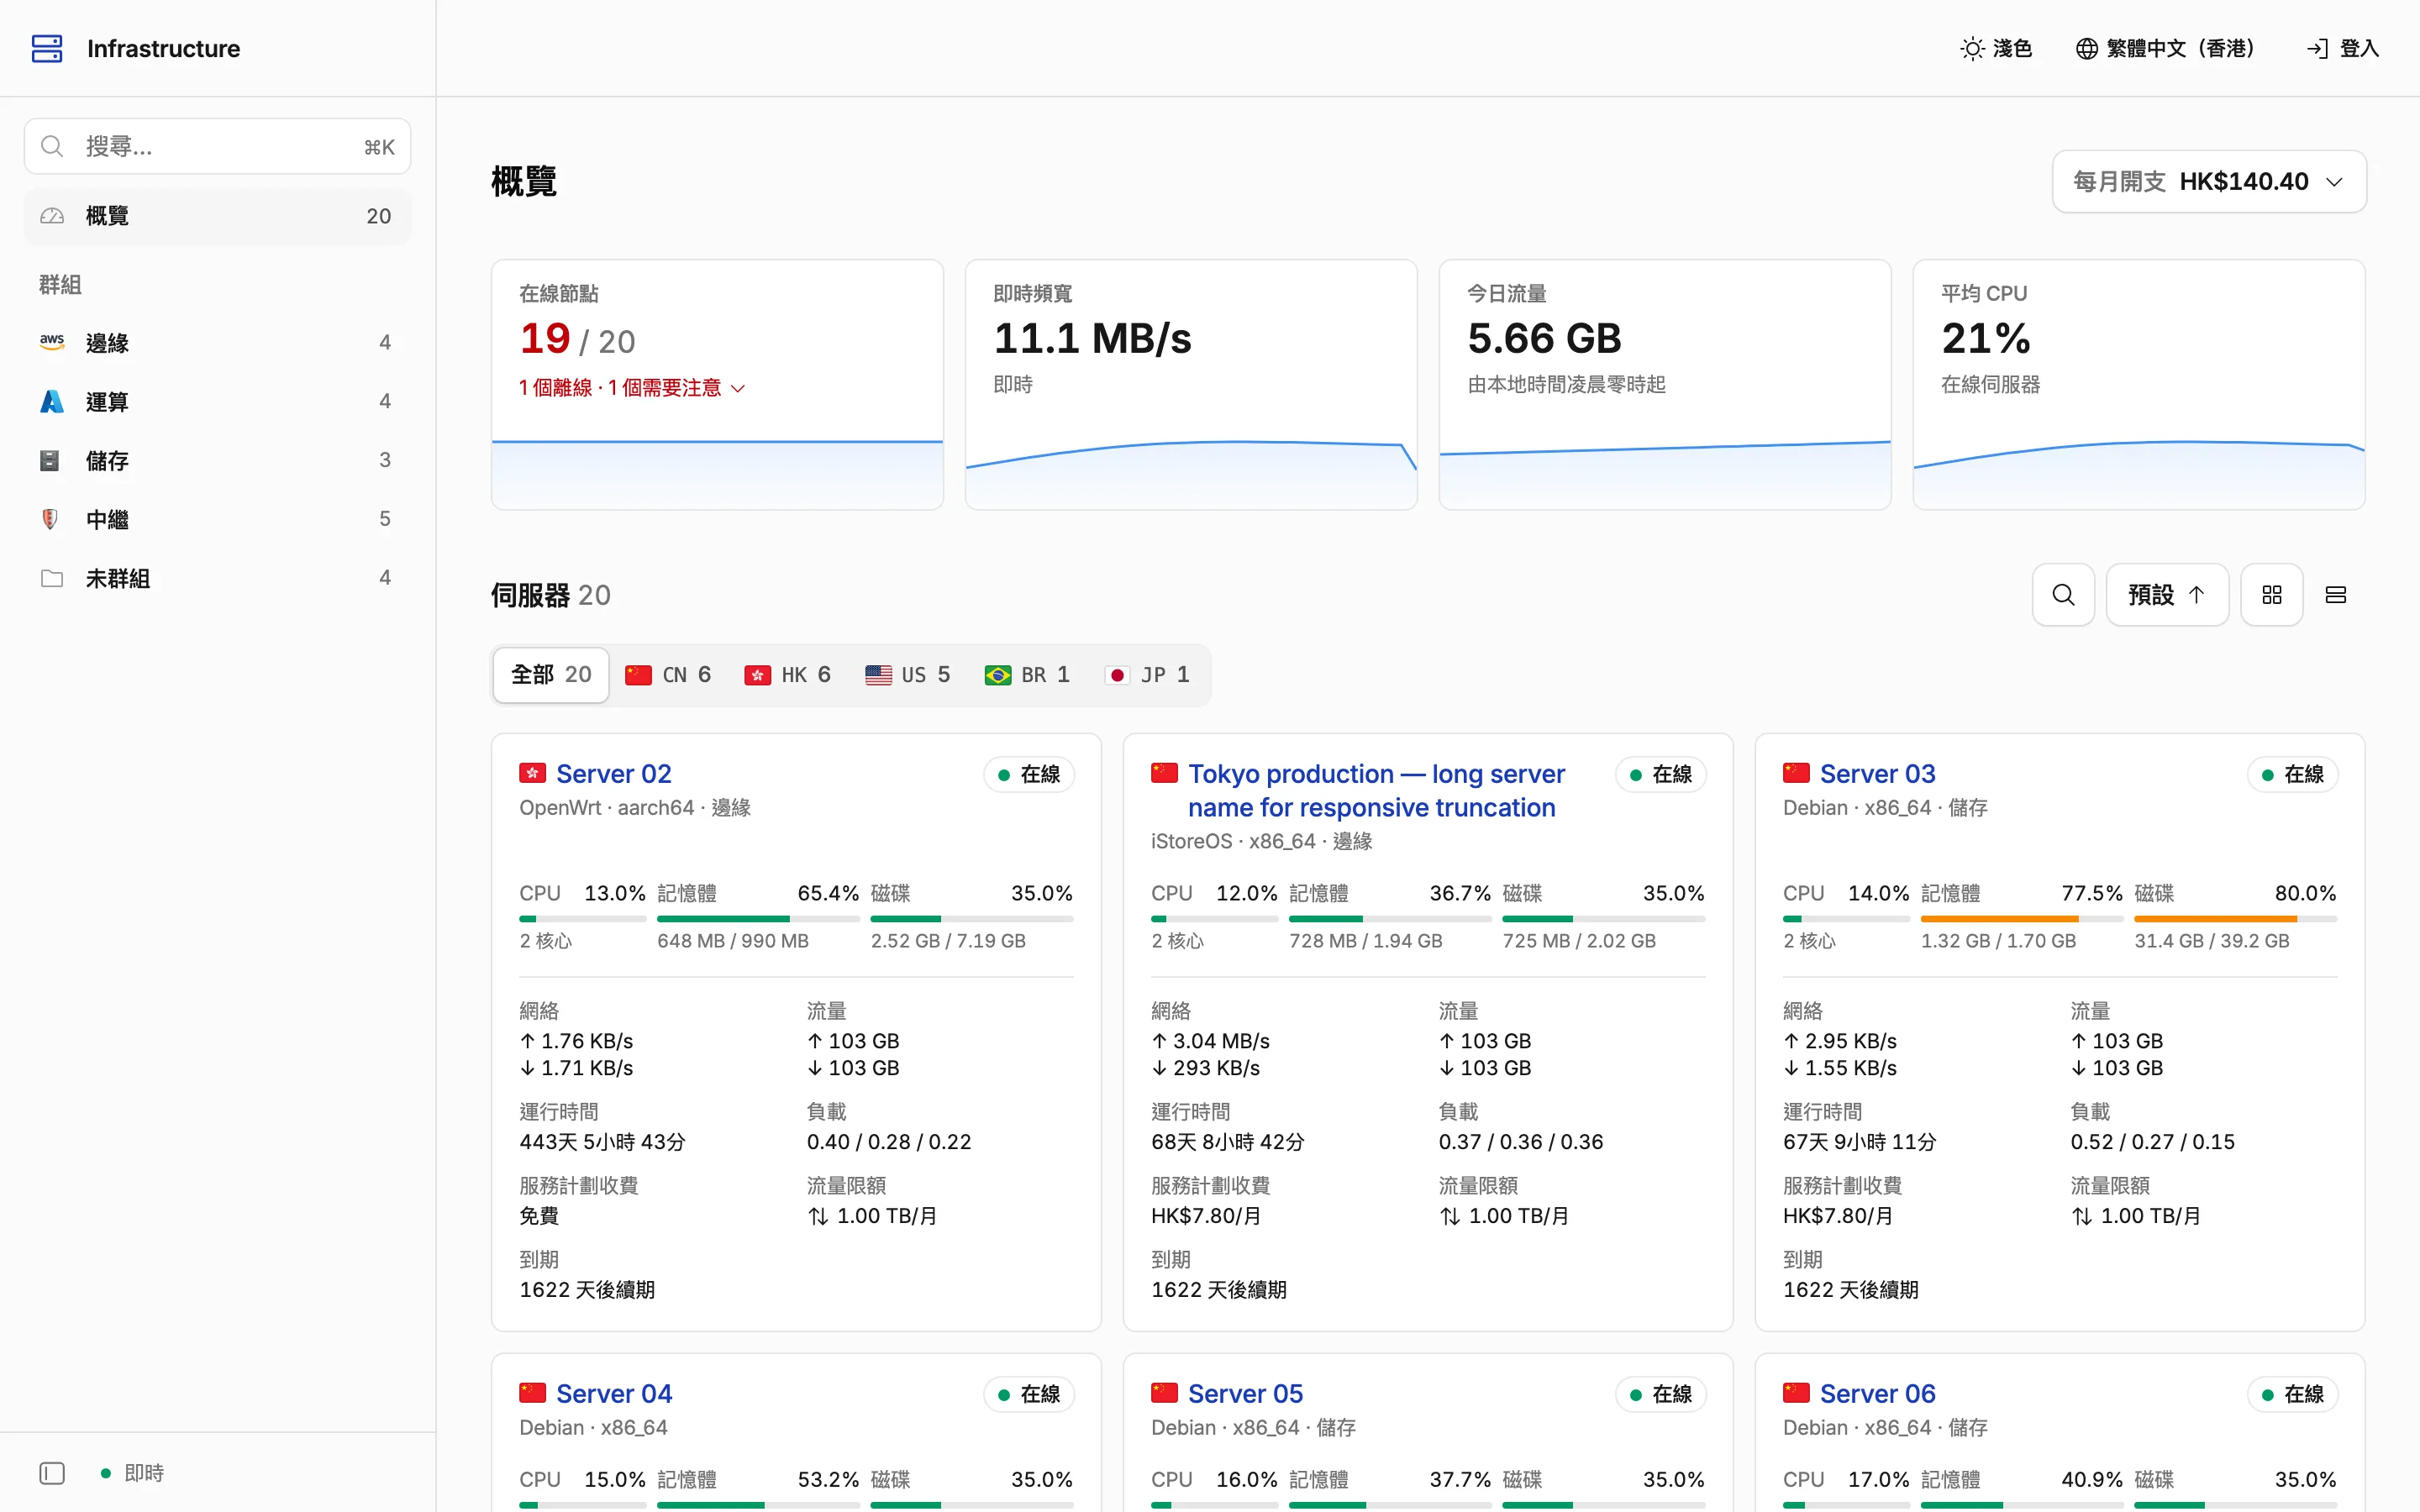 Infrastructure
淺色
繁體中文（香港）
登入
搜尋...
⌘K
概覽 20
群組
aws 邊緣 4
運算 4
儲存 3
中繼 5
未群組 4
即時
概覽
每月開支 HK$140.40
在線節點
19 / 20
1 個離線 · 1 個需要注意
即時頻寬
11.1 MB/s
即時
今日流量
5.66 GB
由本地時間凌晨零時起
平均 CPU
21%
在線伺服器
伺服器 20
預設 ↑
全部 20
CN 6
HK 6
US 5
BR 1
JP 1
Server 02
在線
OpenWrt · aarch64 · 邊緣
CPU 13.0% 記憶體 65.4% 磁碟 35.0%
2 核心 648 MB / 990 MB 2.52 GB / 7.19 GB
網絡 流量
↑ 1.76 KB/s ↑ 103 GB
↓ 1.71 KB/s ↓ 103 GB
運行時間 負載
443天 5小時 43分 0.40 / 0.28 / 0.22
服務計劃收費 流量限額
免費 ⇅ 1.00 TB/月
到期
1622 天後續期
Tokyo production — long server
name for responsive truncation
在線
iStoreOS · x86_64 · 邊緣
CPU 12.0% 記憶體 36.7% 磁碟 35.0%
2 核心 728 MB / 1.94 GB 725 MB / 2.02 GB
網絡 流量
↑ 3.04 MB/s ↑ 103 GB
↓ 293 KB/s ↓ 103 GB
運行時間 負載
68天 8小時 42分 0.37 / 0.36 / 0.36
服務計劃收費 流量限額
HK$7.80/月 ⇅ 1.00 TB/月
到期
1622 天後續期
Server 03
在線
Debian · x86_64 · 儲存
CPU 14.0% 記憶體 77.5% 磁碟 80.0%
2 核心 1.32 GB / 1.70 GB 31.4 GB / 39.2 GB
網絡 流量
↑ 2.95 KB/s ↑ 103 GB
↓ 1.55 KB/s ↓ 103 GB
運行時間 負載
67天 9小時 11分 0.52 / 0.27 / 0.15
服務計劃收費 流量限額
HK$7.80/月 ⇅ 1.00 TB/月
到期
1622 天後續期
Server 04
在線
Debian · x86_64
CPU 15.0% 記憶體 53.2% 磁碟 35.0%
Server 05
在線
Debian · x86_64 · 儲存
CPU 16.0% 記憶體 37.7% 磁碟 35.0%
Server 06
在線
Debian · x86_64 · 儲存
CPU 17.0% 記憶體 40.9% 磁碟 35.0%